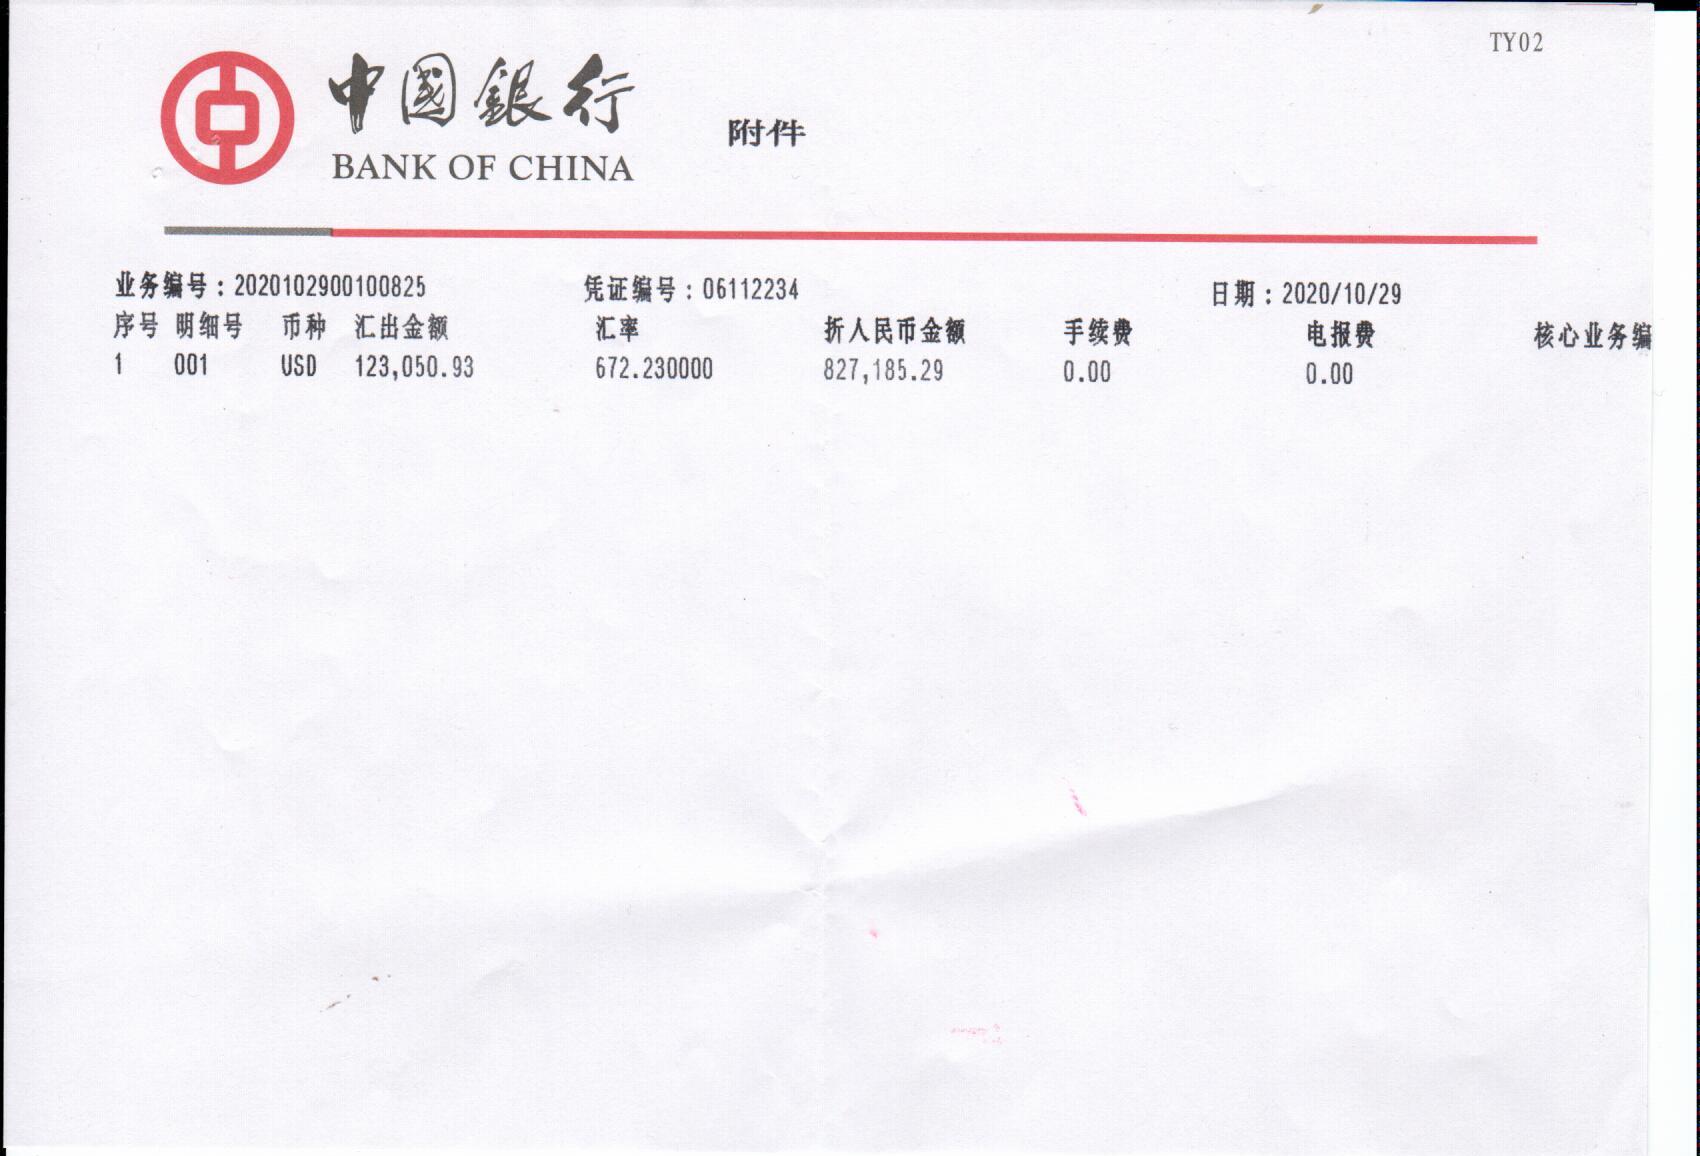 TY02
中國銀行
BANK OF CHINA
附件
业务编号：2020102900100825 凭证编号：06112234 日期：2020/10/29
序号 明细号 币种 汇出金额 汇率 折人民币金额 手续费 电报费 核心业务编
1 001 USD 123,050.93 672.230000 827,185.29 0.00 0.00